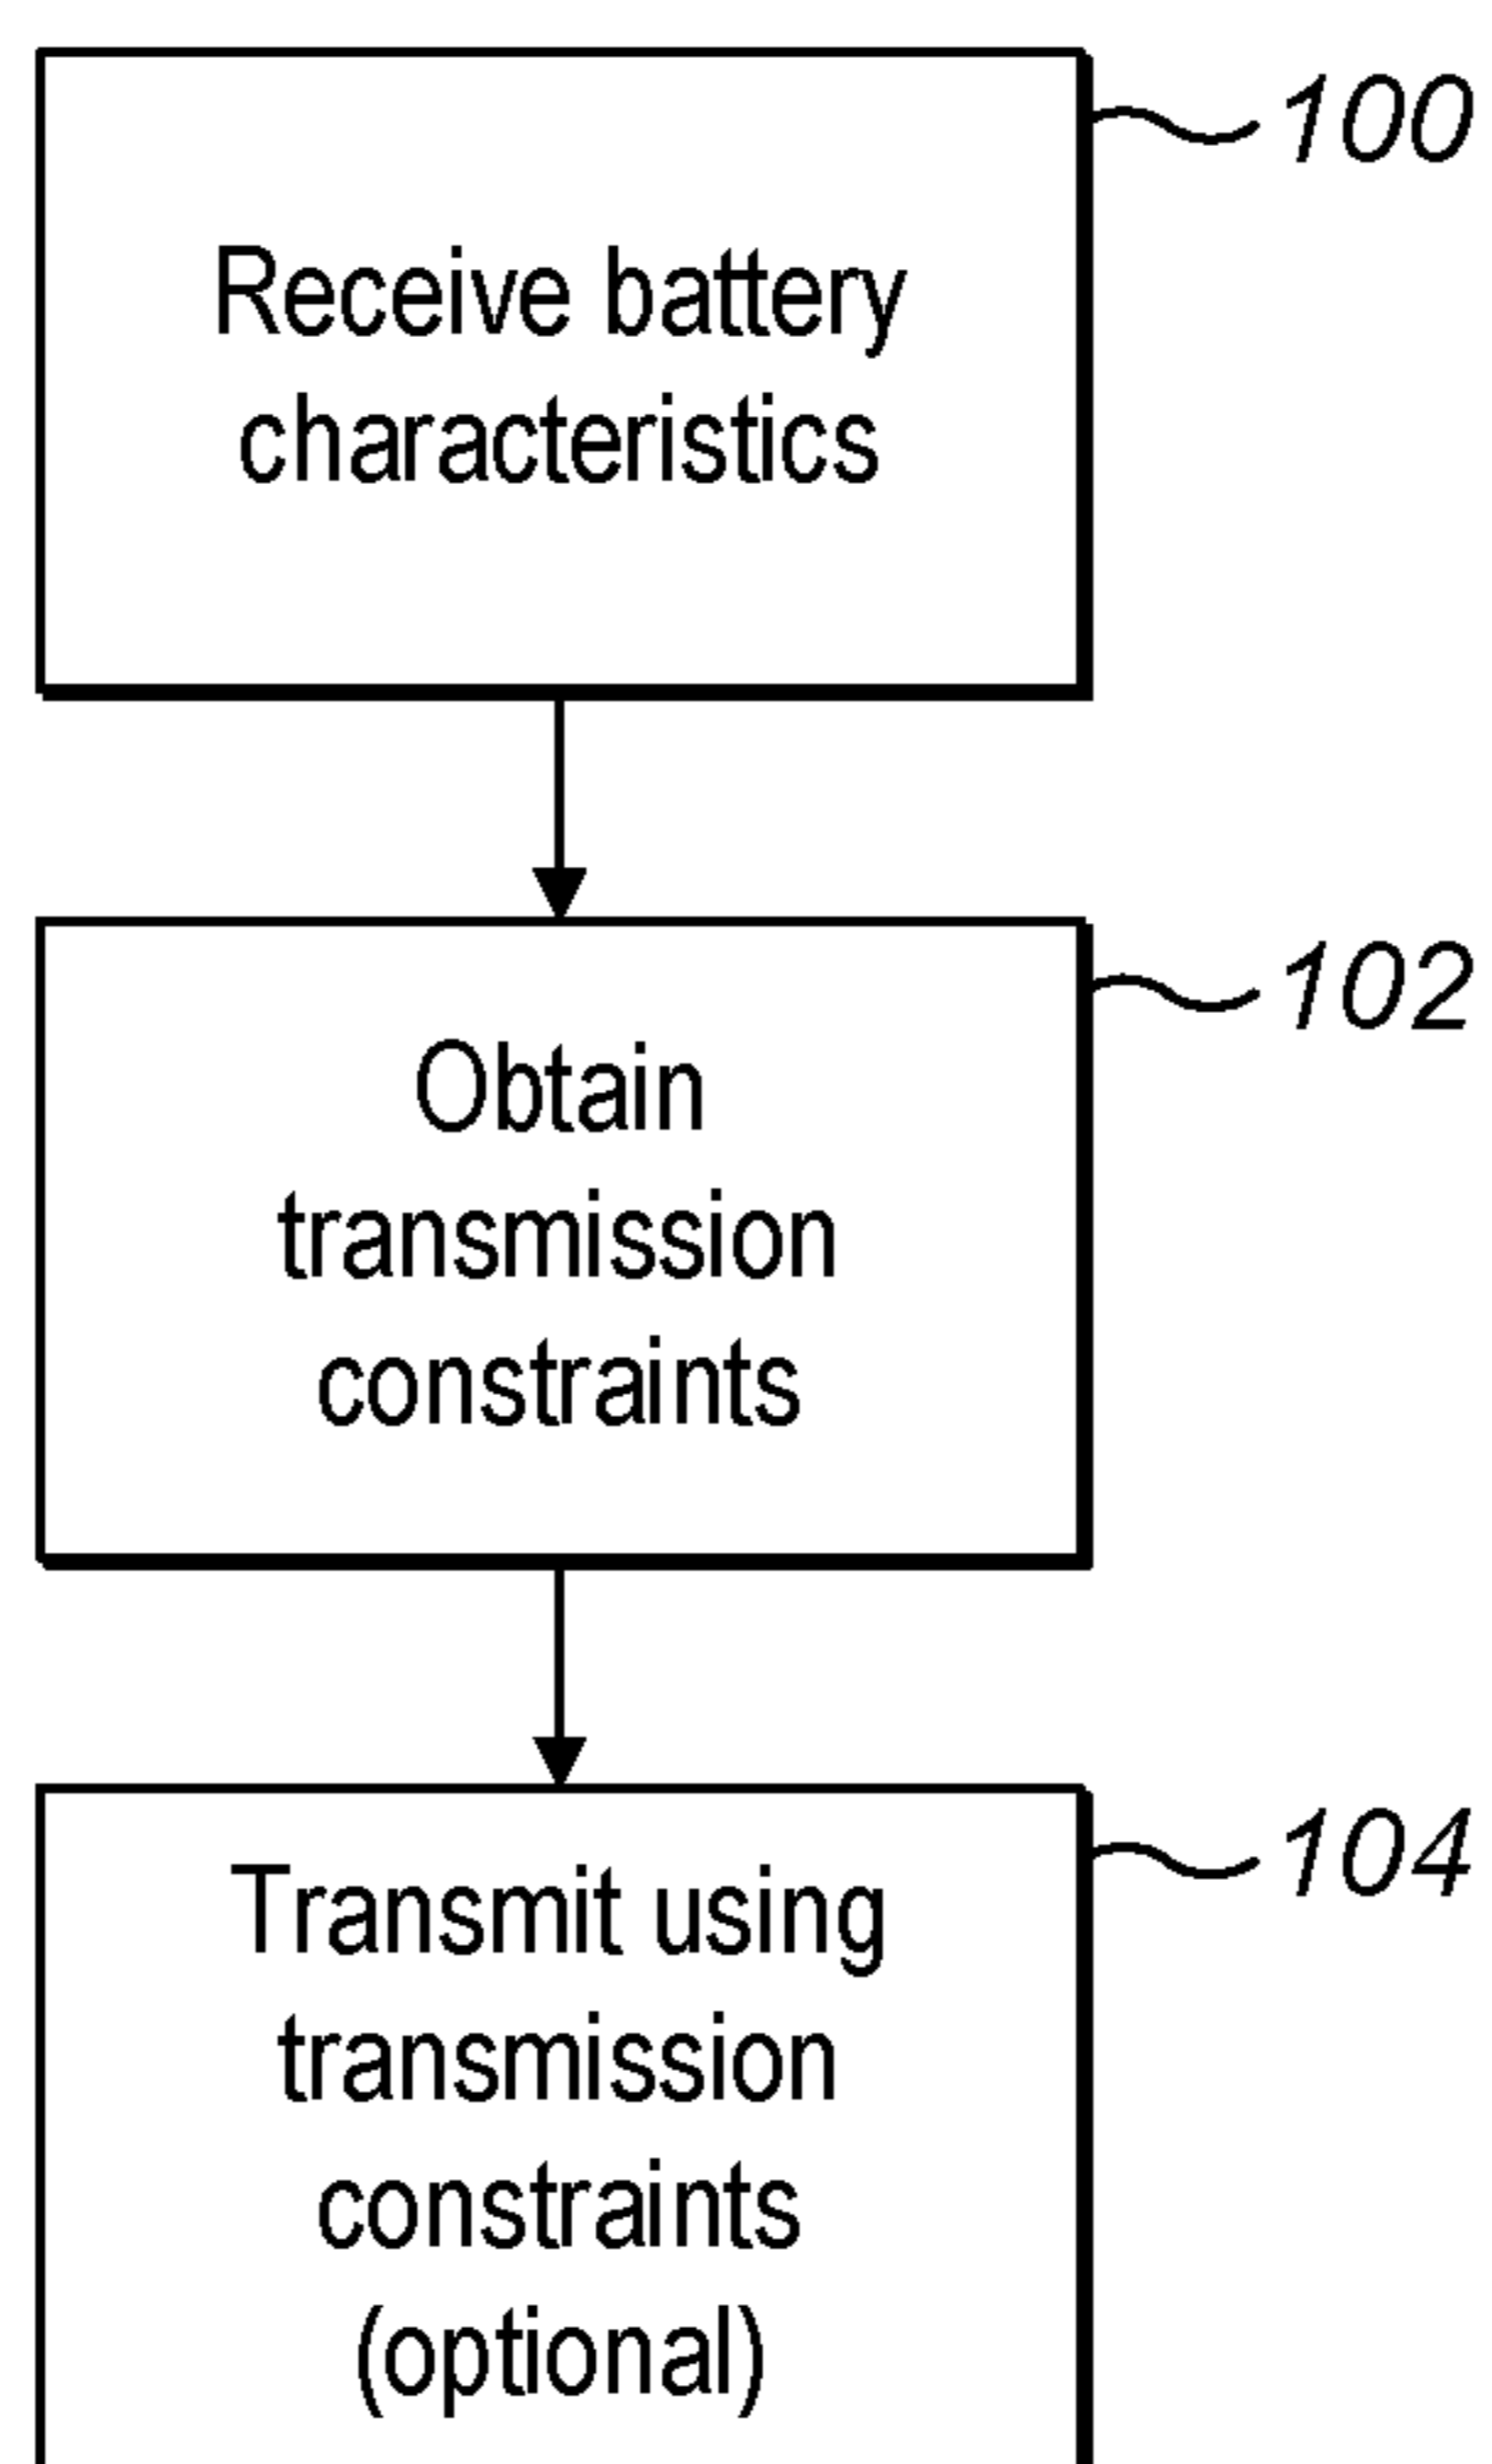 100
Receive battery
characteristics
102
Obtain
transmission
constraints
104
Transmit using
transmission
constraints
(optional)